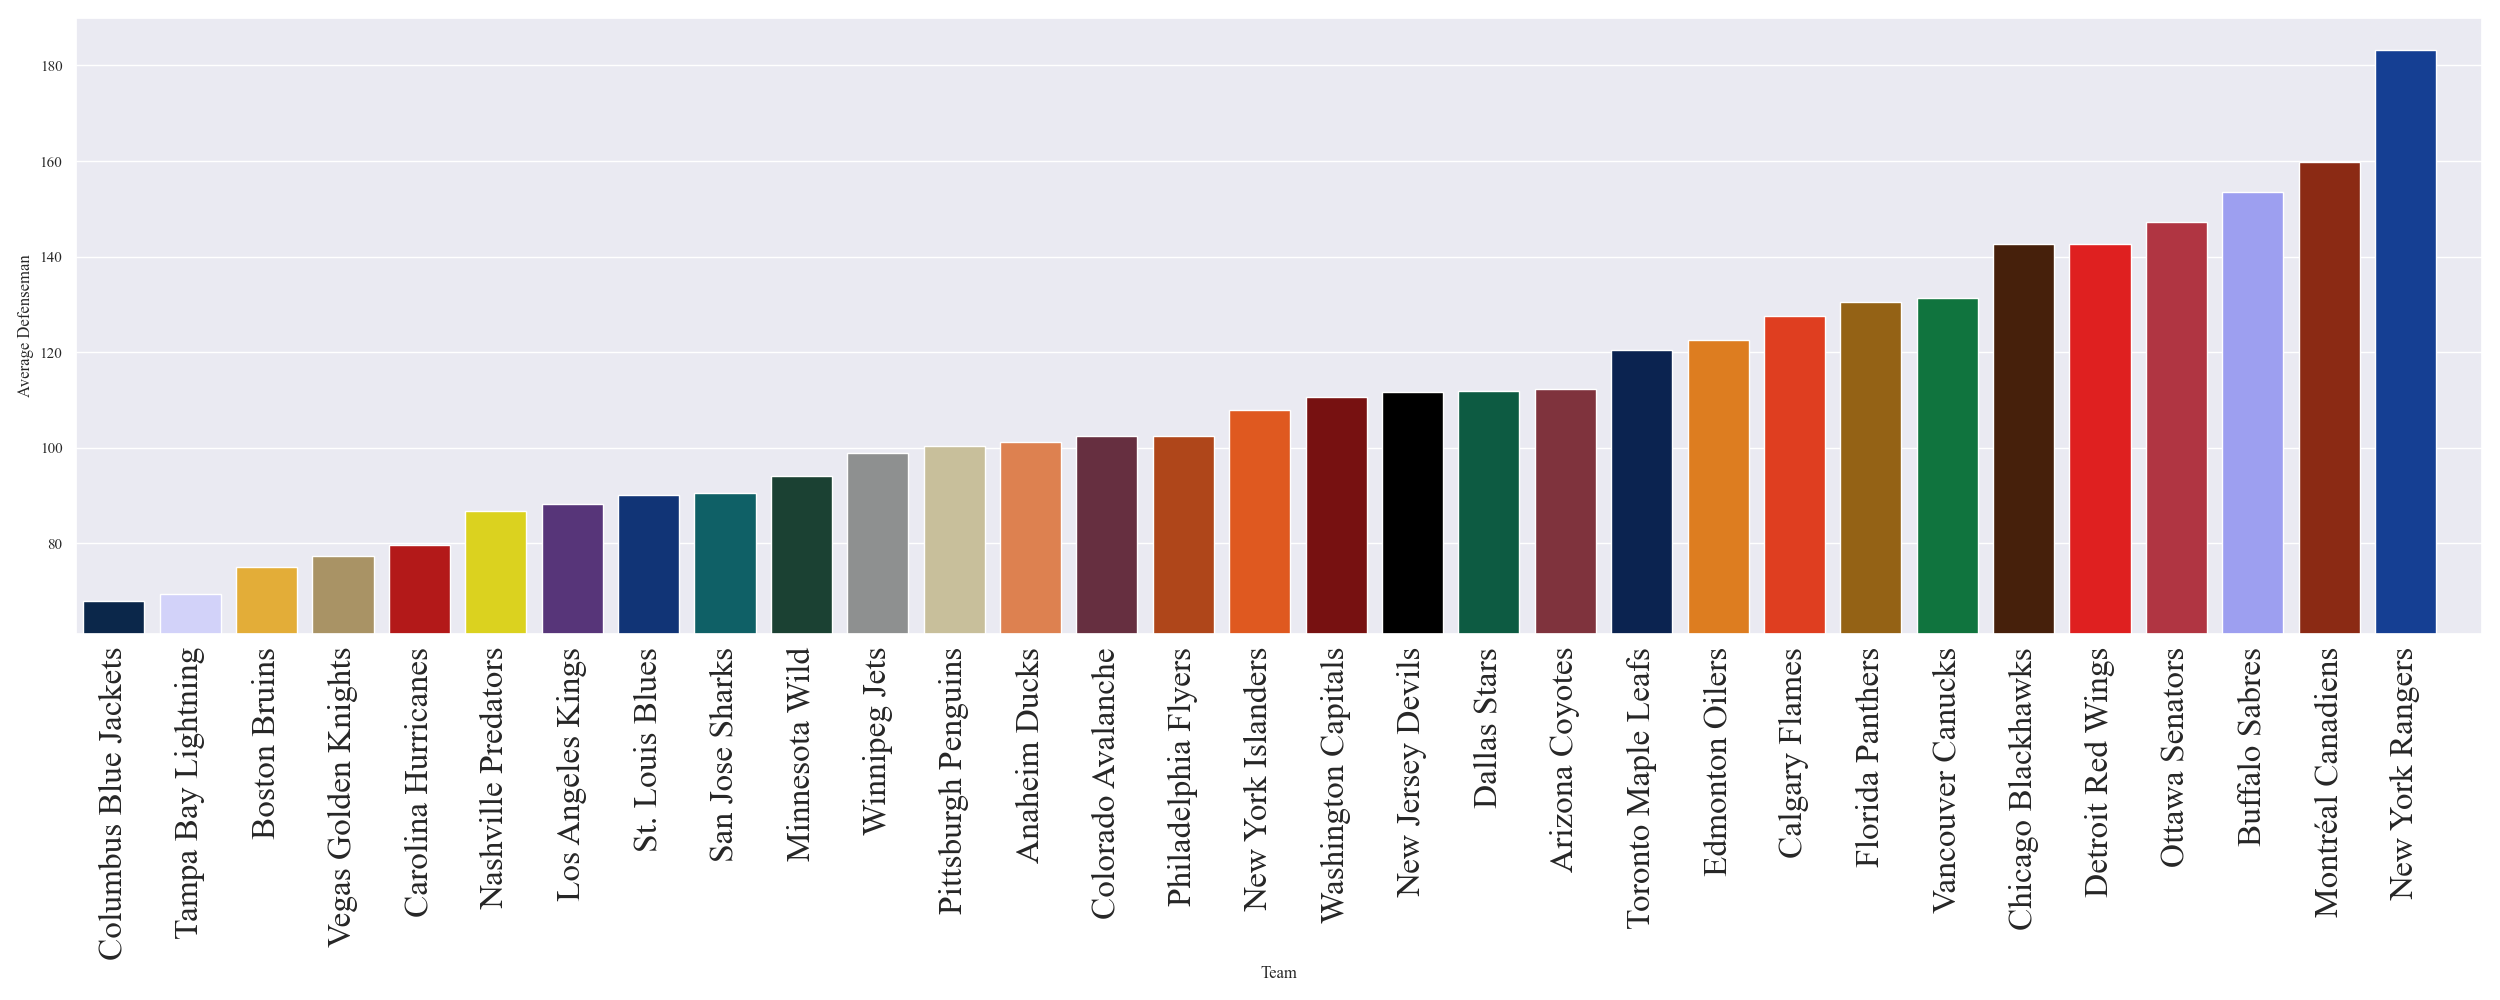 180
160
140
120
100
80
Average Defenseman
Columbus Blue Jackets
Tampa Bay Lightning
Boston Bruins
Vegas Golden Knights
Carolina Hurricanes
Nashville Predators
Los Angeles Kings
St. Louis Blues
San Jose Sharks
Minnesota Wild
Winnipeg Jets
Pittsburgh Penguins
Anaheim Ducks
Colorado Avalanche
Philadelphia Flyers
New York Islanders
Washington Capitals
New Jersey Devils
Dallas Stars
Arizona Coyotes
Toronto Maple Leafs
Edmonton Oilers
Calgary Flames
Florida Panthers
Vancouver Canucks
Chicago Blackhawks
Detroit Red Wings
Ottawa Senators
Buffalo Sabres
Montréal Canadiens
New York Rangers
Team